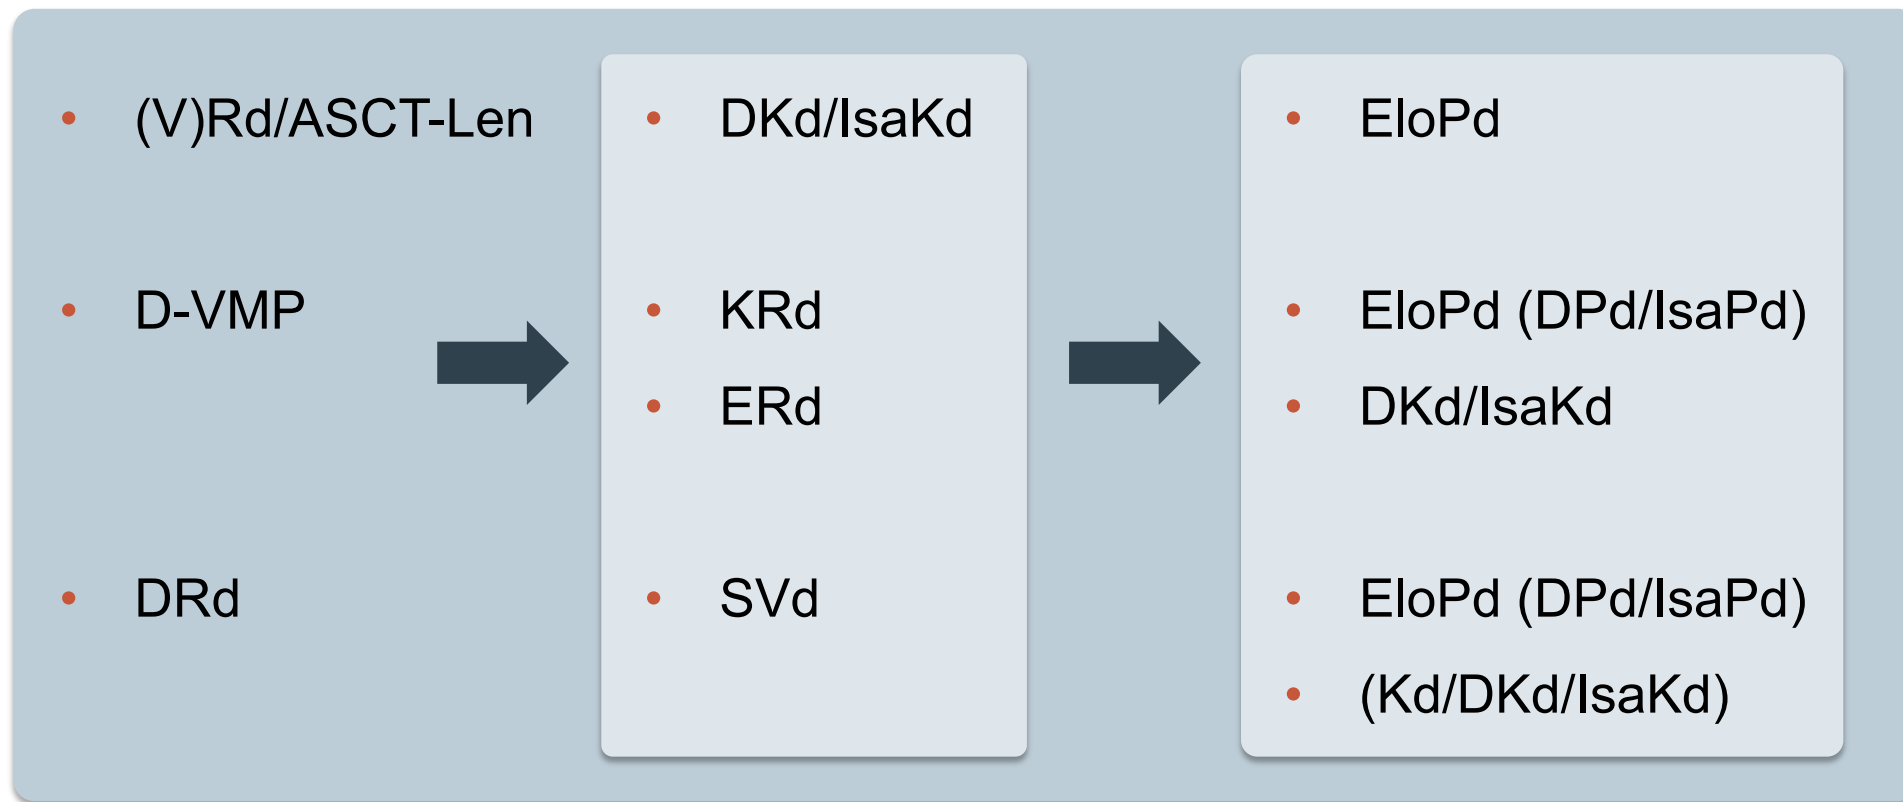 • (V)Rd/ASCT-Len
• D-VMP
• DRd
• DKd/IsaKd
• KRd
• ERd
• SVd
• EloPd
• EloPd (DPd/IsaPd)
• DKd/IsaKd
• EloPd (DPd/IsaPd)
• (Kd/DKd/IsaKd)